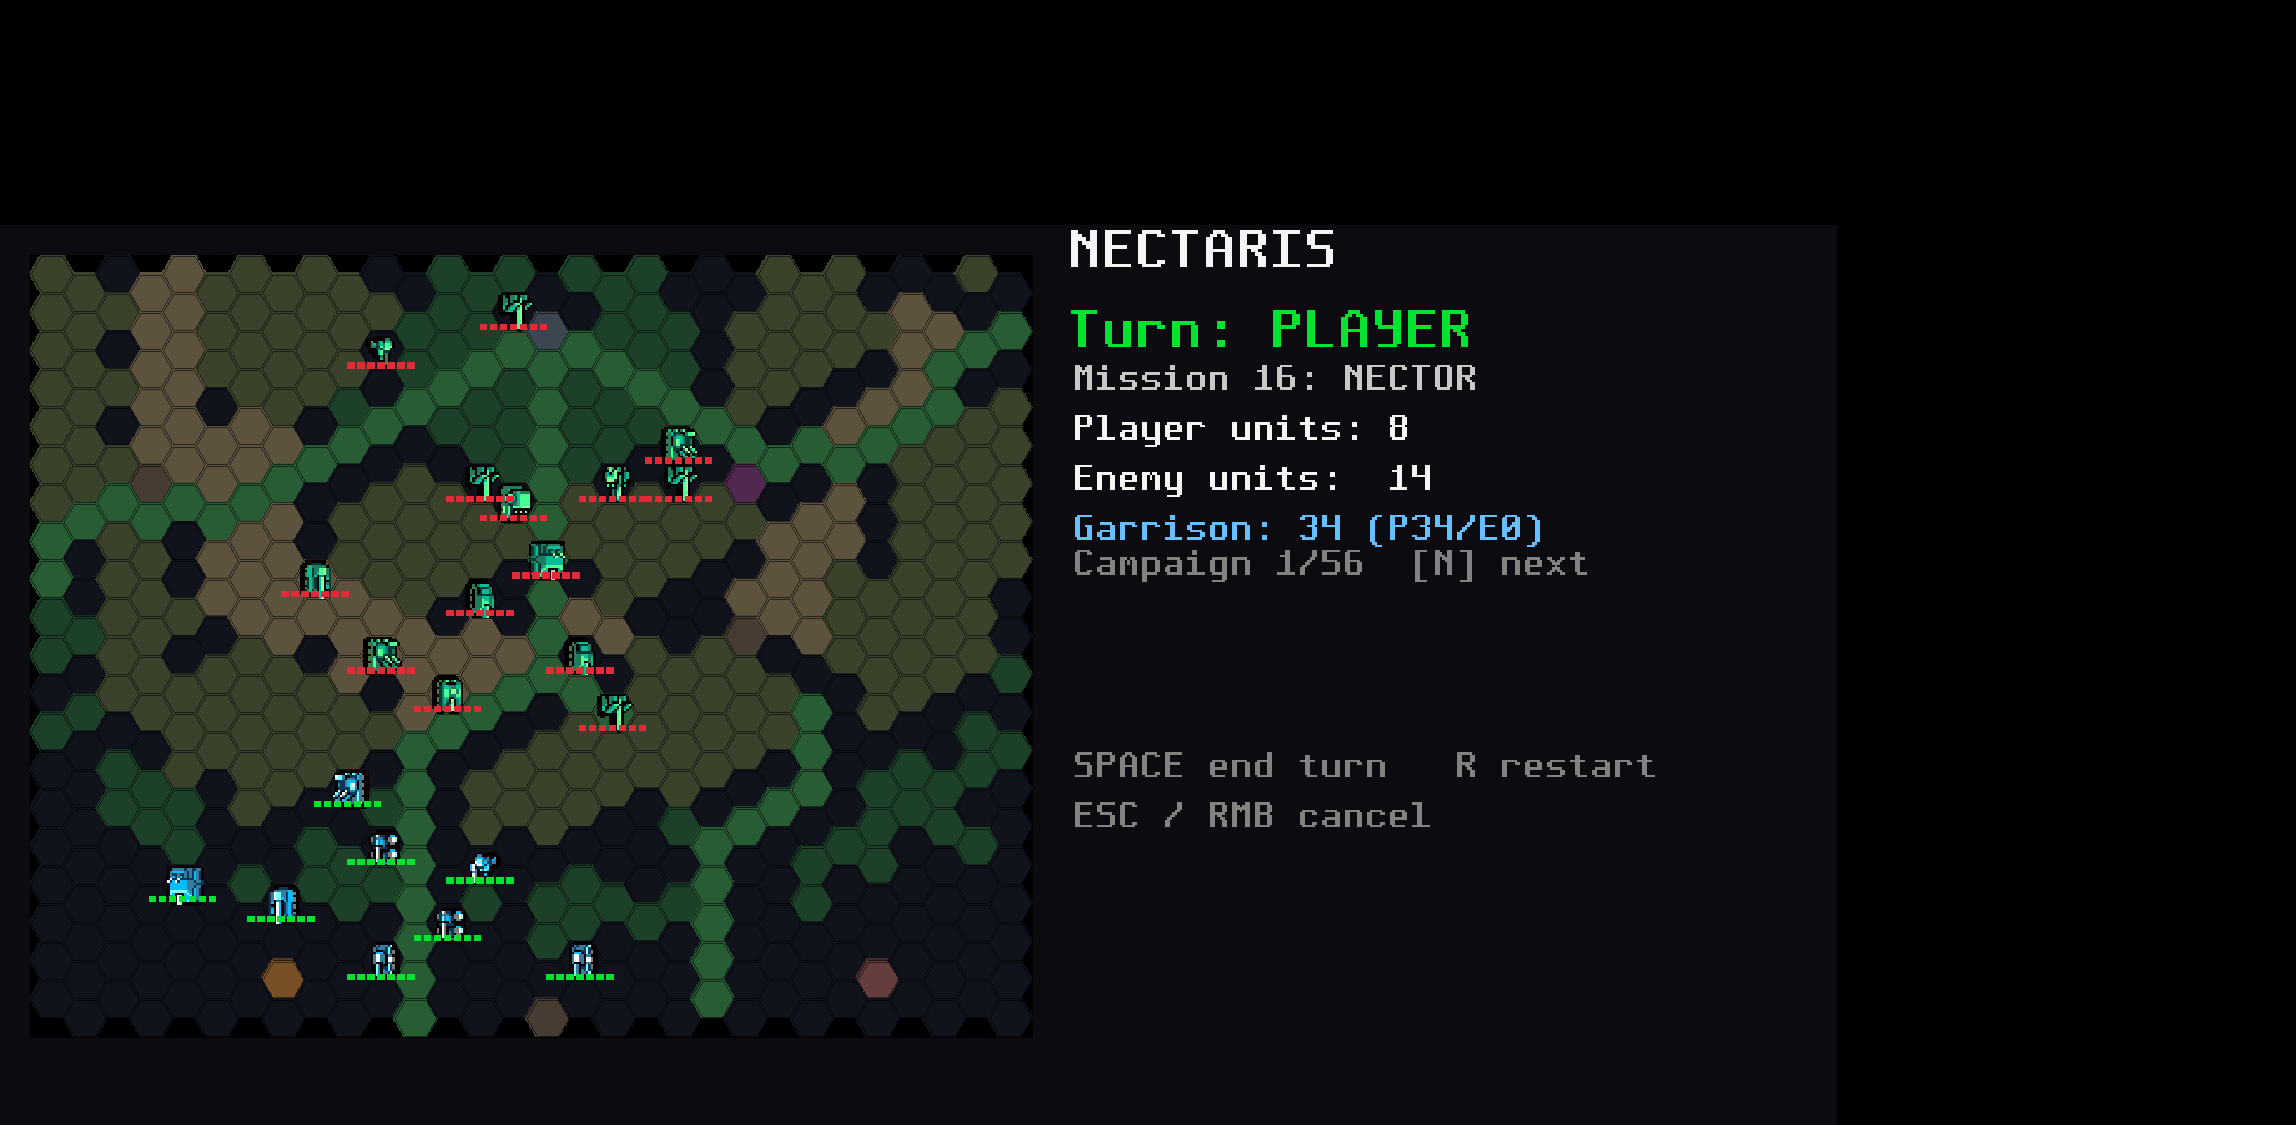 NECTARIS
Turn: PLAYER
Mission 16: NECTOR
Player units: 8
Enemy units:  14
Garrison: 34 (P34/E0)
Campaign 1/56  [N] next
SPACE end turn   R restart
ESC / RMB cancel